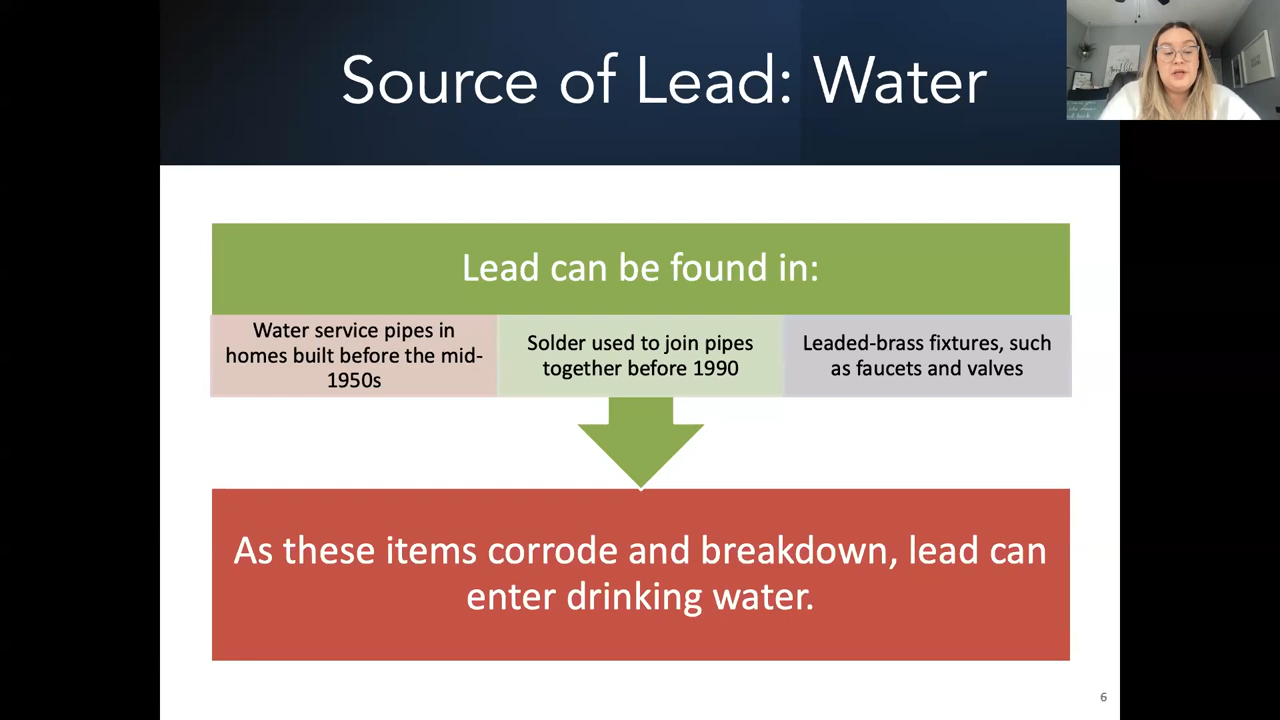 Source of Lead: Water
Lead can be found in:
Water service pipes in
homes built before the mid-
1950s
Solder used to join pipes
together before 1990
Leaded-brass fixtures, such
as faucets and valves
As these items corrode and breakdown, lead can
enter drinking water.
6